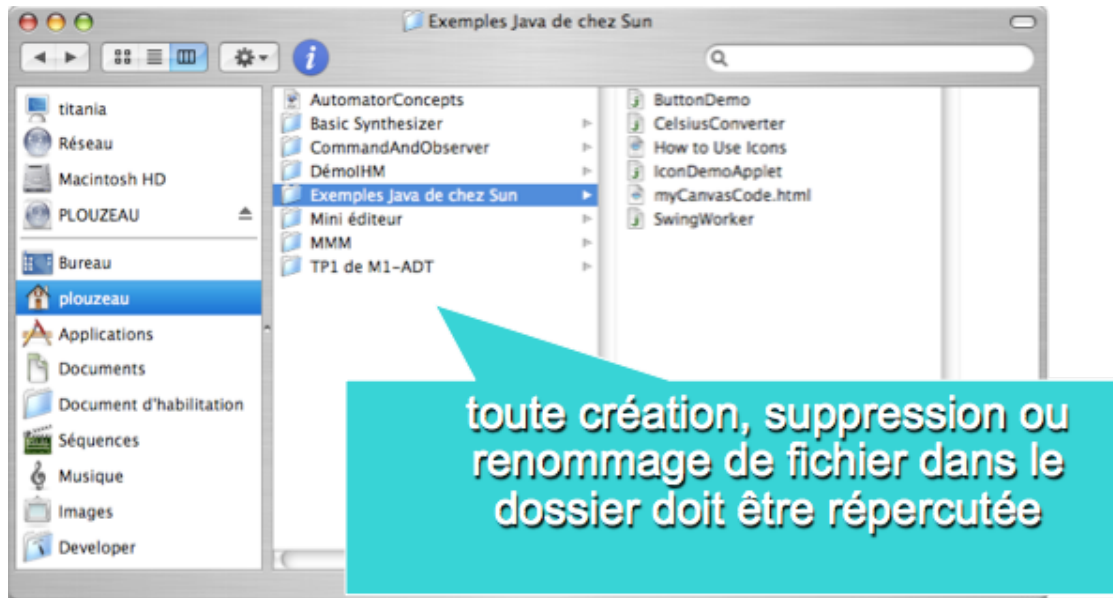 Exemples Java de chez Sun
titania
Réseau
Macintosh HD
PLOUZEAU
Bureau
plouzeau
Applications
Documents
Document d'habilitation
Séquences
Musique
Images
Developer
AutomatorConcepts
Basic Synthesizer
CommandAndObserver
DémoIHM
Exemples Java de chez Sun
Mini éditeur
MMM
TP1 de M1-ADT
ButtonDemo
CelsiusConverter
How to Use Icons
IconDemoApplet
myCanvasCode.html
SwingWorker
toute création, suppression ou
renommage de fichier dans le
dossier doit être répercutée